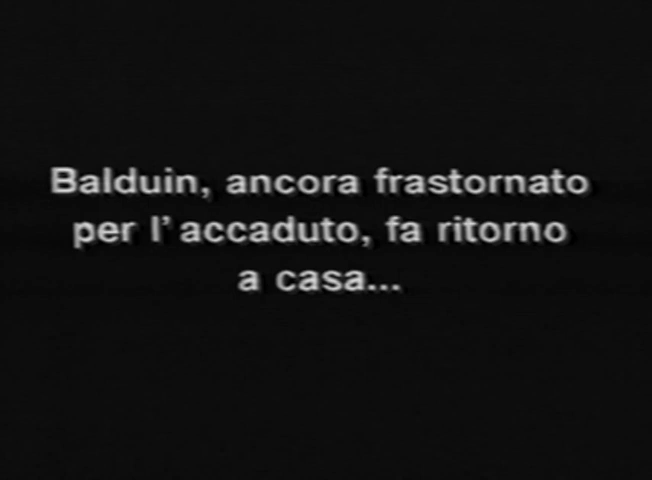 Balduin, ancora frastornato
per l'accaduto, fa ritorno
a casa...